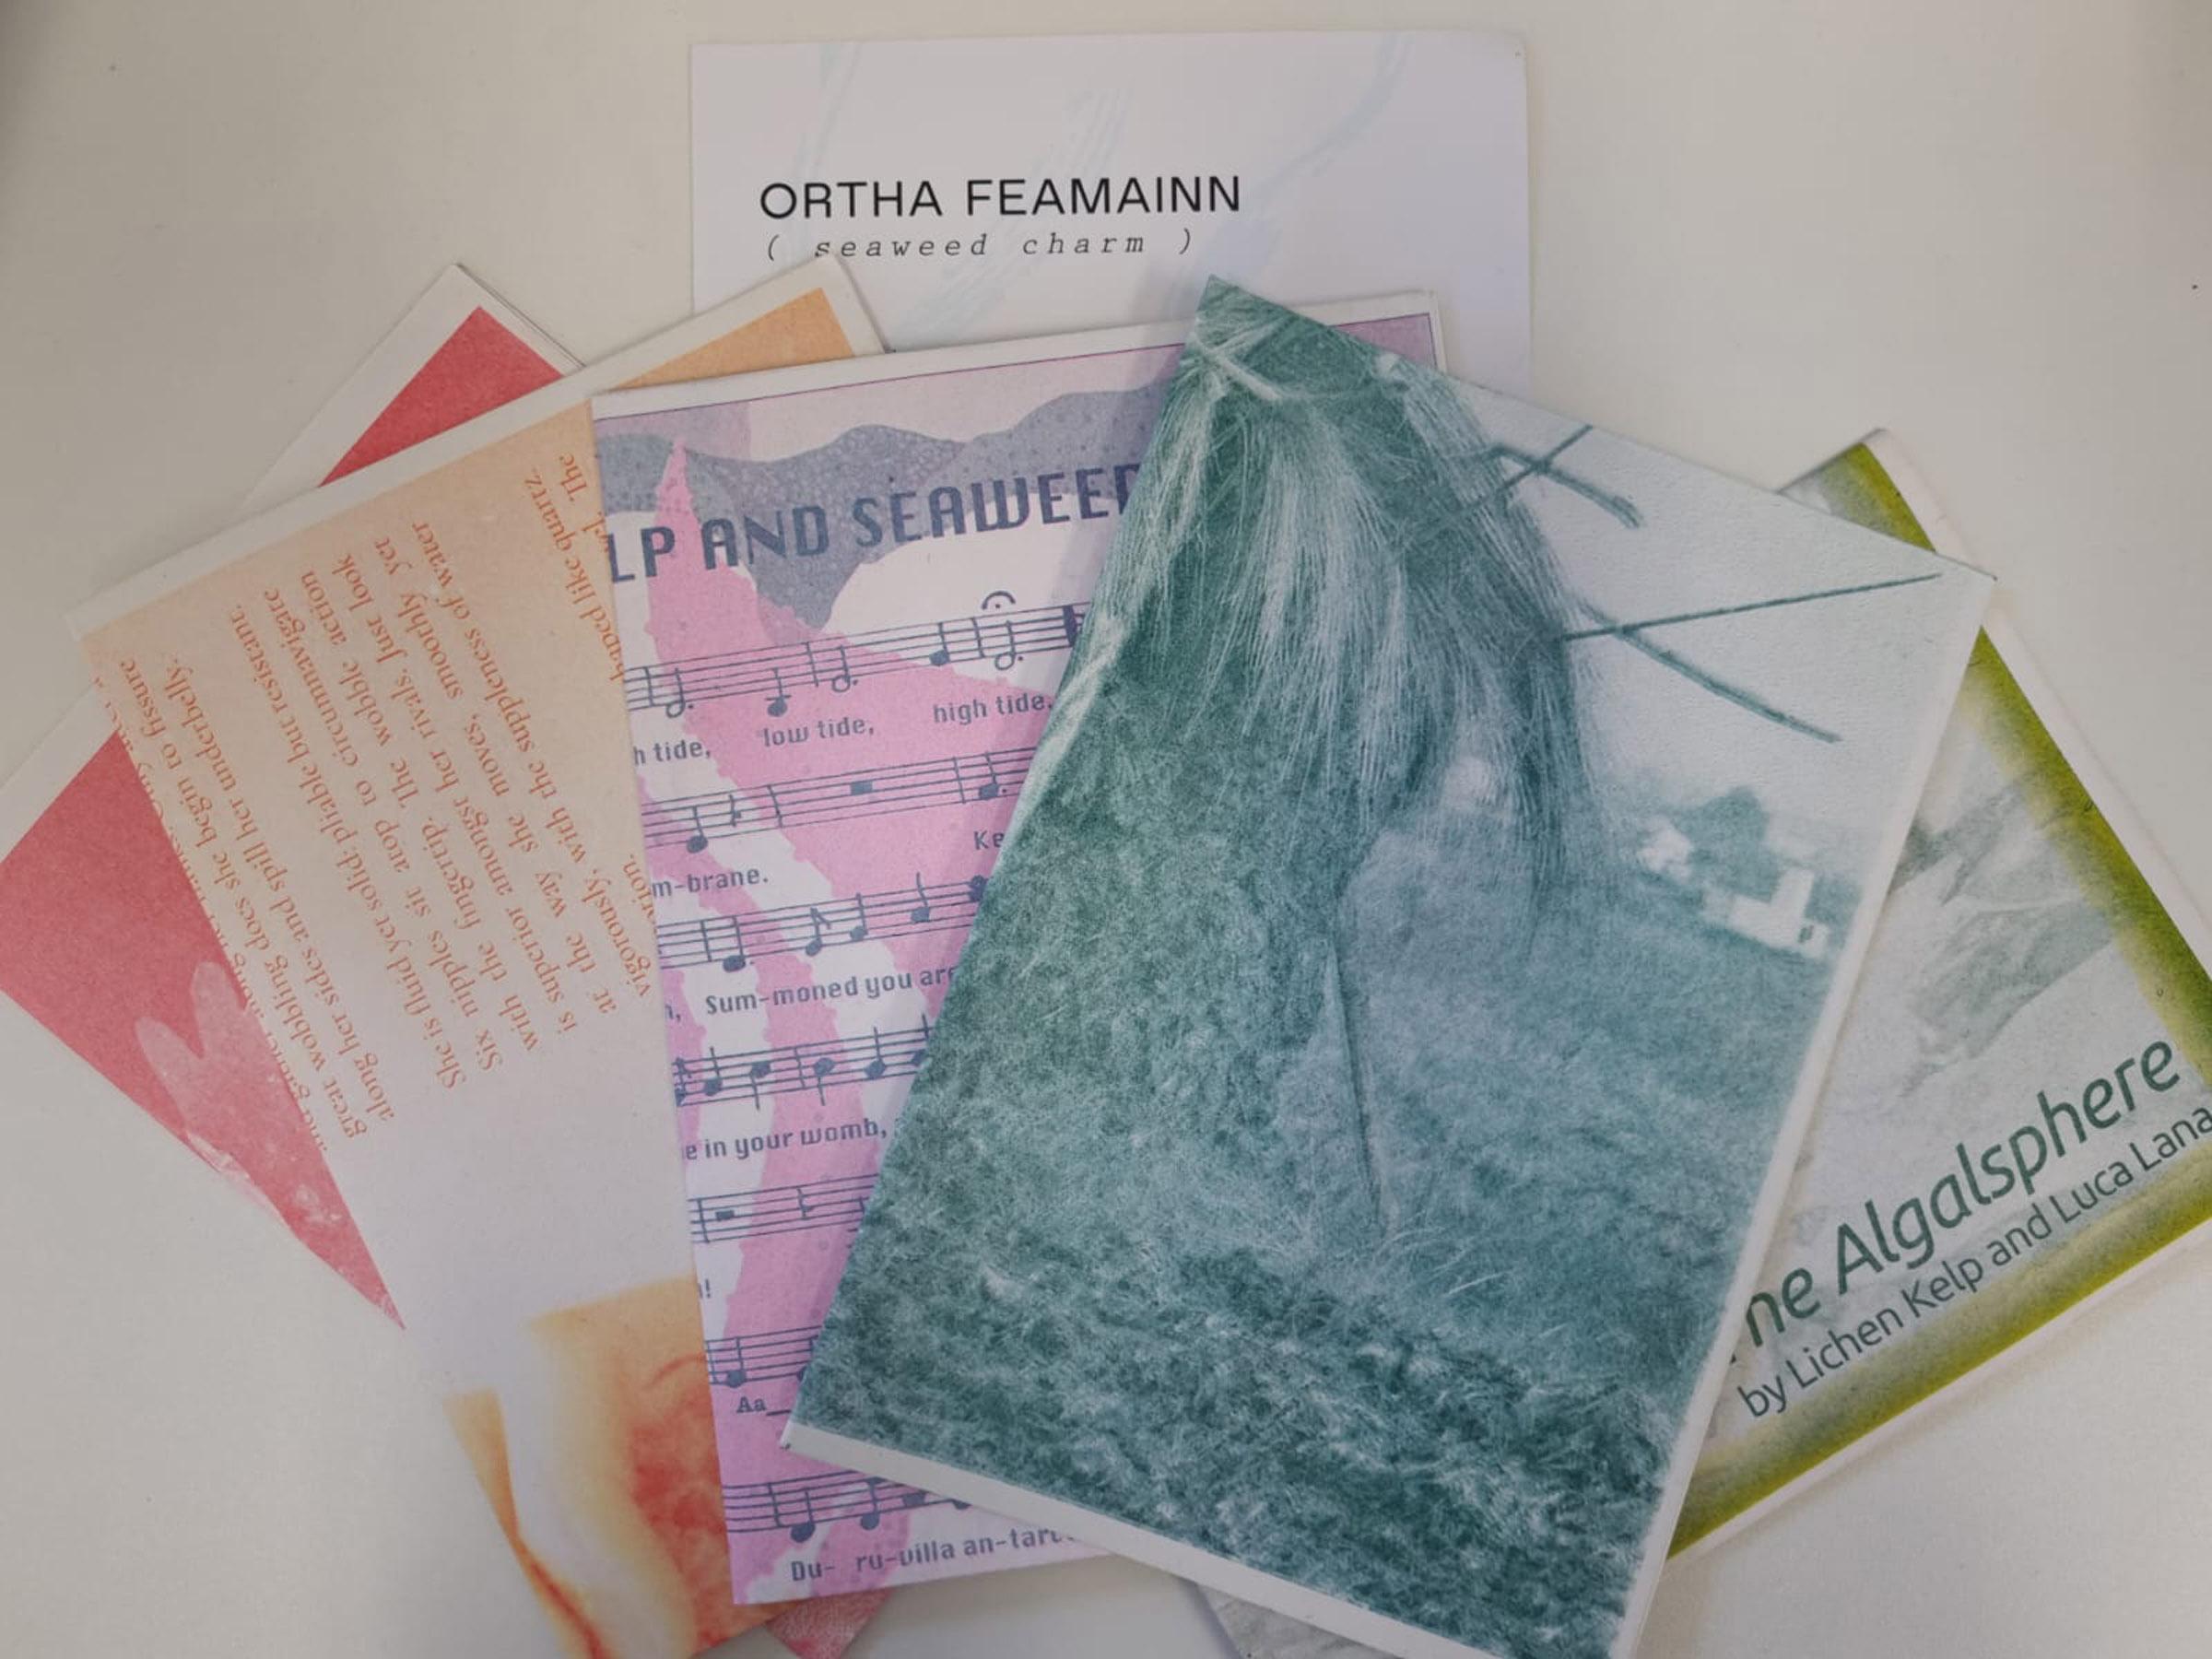 ORTHA FEAMAINN
( seaweed charm )
LP AND SEAWEED
h tide, low tide, high tide,
m-brane. Ke
Sum-moned you are
e in your womb,
Aa
Du- ru-villa an-tarc
ne Algalsphere
by Lichen Kelp and Luca Lana
great wobbling does she begin to fissure
along her sides and spill her underbelly.
She is fluid yet solid: pliable but resistant.
Six nipples sit atop to circumnavigate
with the fingertip. The wobble action
is superior amongst her rivals. Just look
at the way she moves, smoothly yet
vigorously, with the suppleness of water
haped like quartz.
The